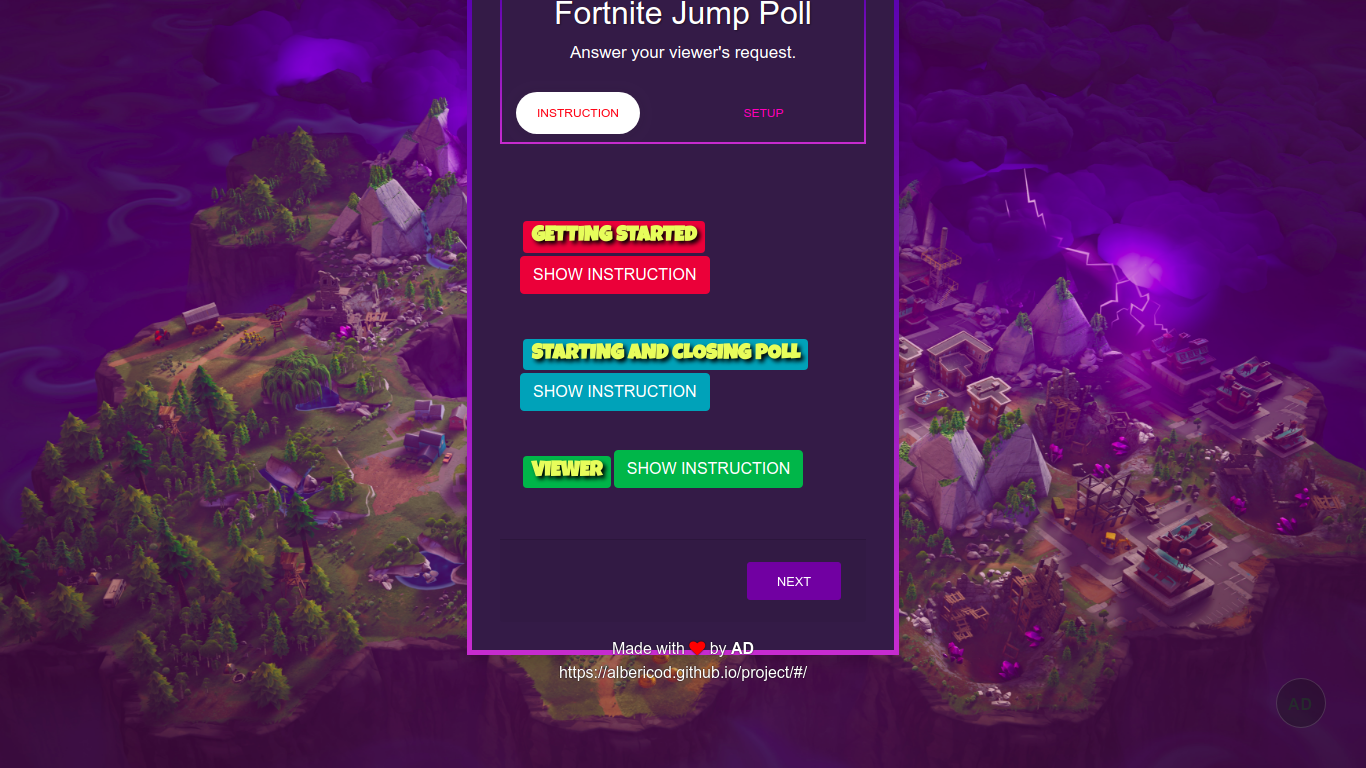 Fortnite Jump Poll
Answer your viewer's request.
INSTRUCTION
SETUP
GETTING STARTED
SHOW INSTRUCTION
STARTING AND CLOSING POLL
SHOW INSTRUCTION
VIEWER
SHOW INSTRUCTION
NEXT
Made with ❤ by AD
https://albericod.github.io/project/#/
AD